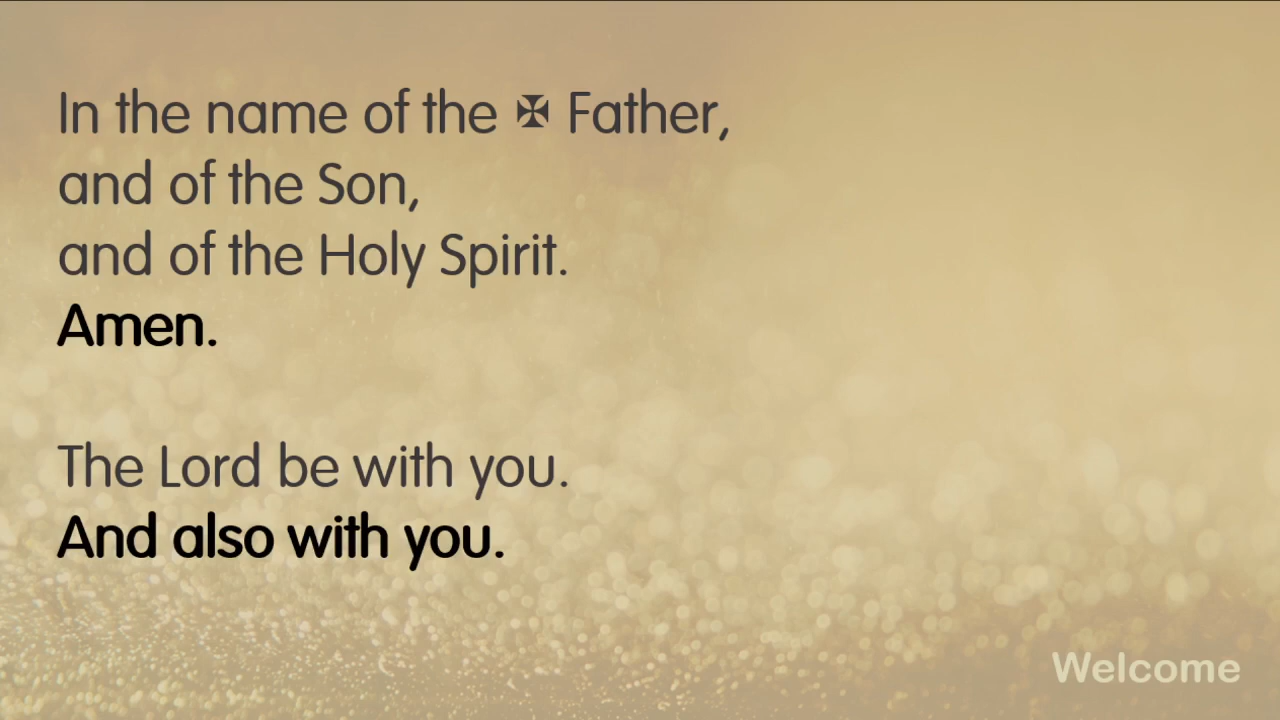 In the name of the ✠ Father,
and of the Son,
and of the Holy Spirit.
Amen.
The Lord be with you.
And also with you.
Welcome